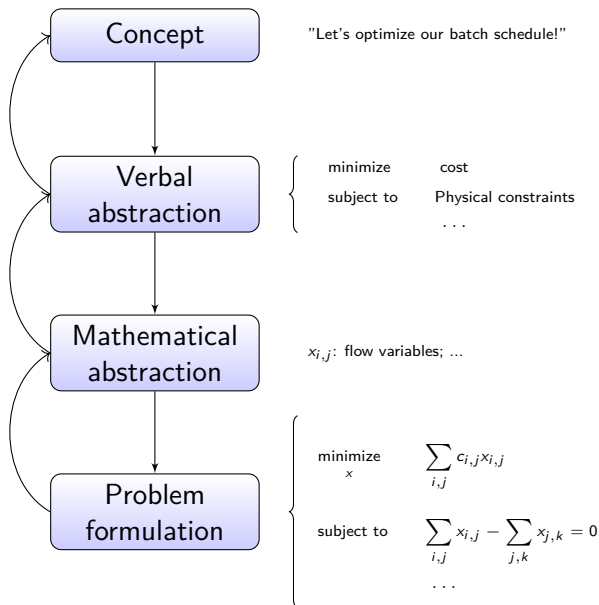 Concept
"Let's optimize our batch schedule!"
Verbal
abstraction
minimize cost
subject to Physical constraints
. . .
Mathematical
abstraction
x_{i,j}: flow variables; ...
Problem
formulation
minimize
x
∑_{i,j} c_{i,j}x_{i,j}
subject to ∑_{i,j} x_{i,j} − ∑_{j,k} x_{j,k} = 0
. . .